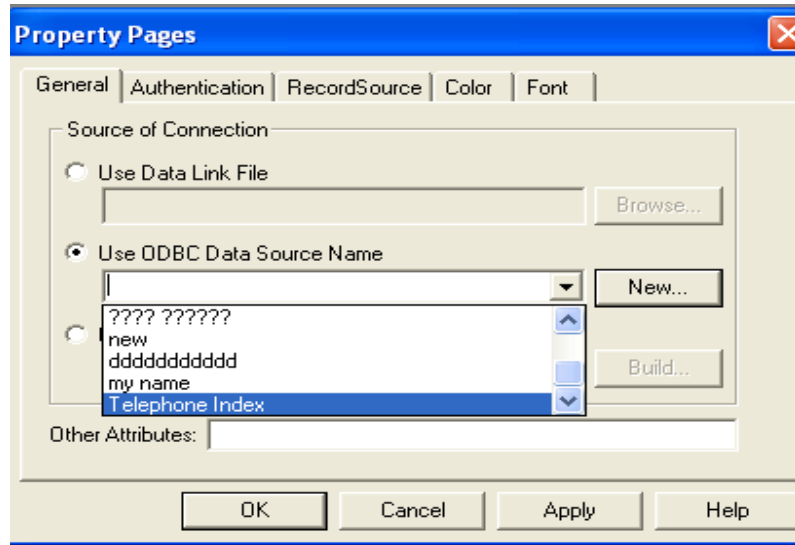 Property Pages
General Authentication RecordSource Color Font
Source of Connection
Use Data Link File
Browse...
Use ODBC Data Source Name
New...
???? ??????
new
ddddddddddd
my name
Build...
Telephone Index
Other Attributes:
OK Cancel Apply Help